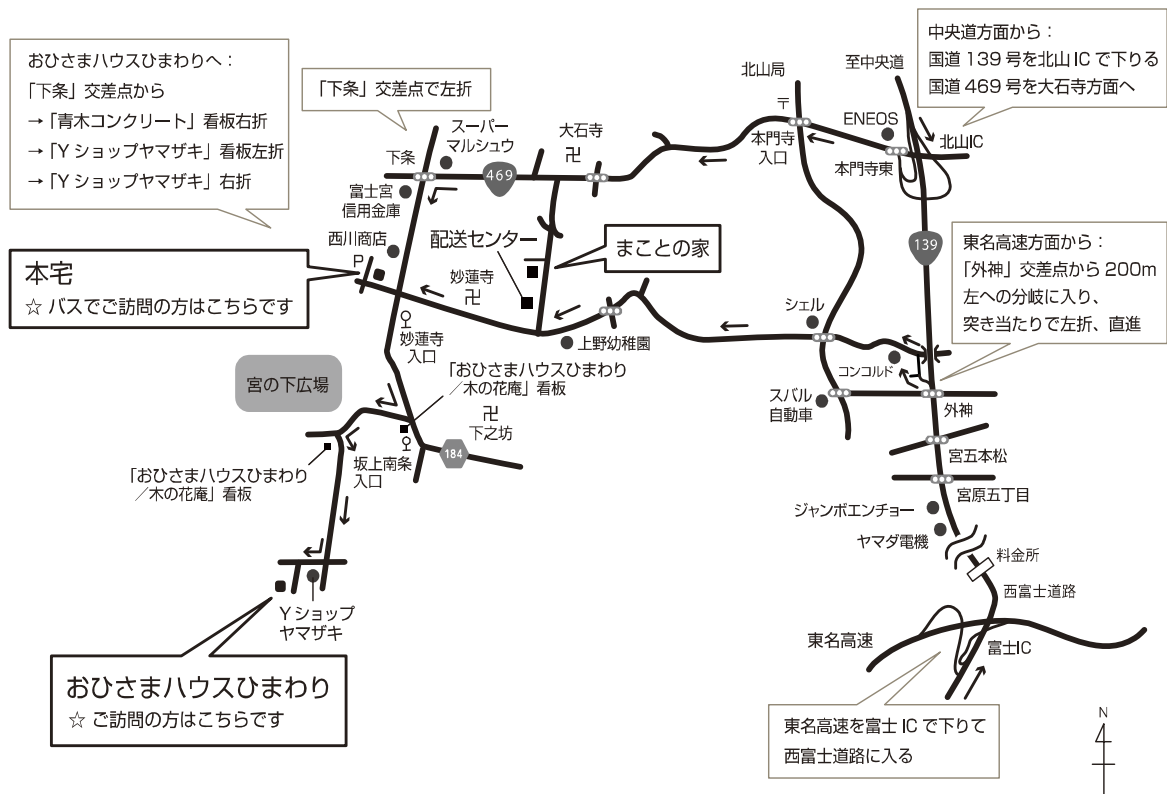 おひさまハウスひまわりへ：
「下条」交差点から
→「青木コンクリート」看板右折
→「Yショップヤマザキ」看板左折
→「Yショップヤマザキ」右折
「下条」交差点で左折
中央道方面から：
国道139号を北山ICで下りる
国道469号を大石寺方面へ
北山局
〒
至中央道
ENEOS
北山IC
本門寺
入口
本門寺東
スーパー
マルシュウ
大石寺
卍
下条
469
富士宮
信用金庫
西川商店
P
配送センター
まことの家
139
東名高速方面から：
「外神」交差点から200m
左への分岐に入り、
突き当たりで左折、直進
本宅
☆ バスでご訪問の方はこちらです
妙蓮寺
卍
シェル
上野幼稚園
妙蓮寺
入口
コンコルド
宮の下広場
「おひさまハウスひまわり
／木の花庵」看板
卍
下之坊
スバル
自動車
外神
184
宮五本松
坂上南条
入口
「おひさまハウスひまわり
／木の花庵」看板
宮原五丁目
ジャンボエンチョー
ヤマダ電機
料金所
西富士道路
Yショップ
ヤマザキ
東名高速
富士IC
おひさまハウスひまわり
☆ ご訪問の方はこちらです
東名高速を富士ICで下りて
西富士道路に入る
N